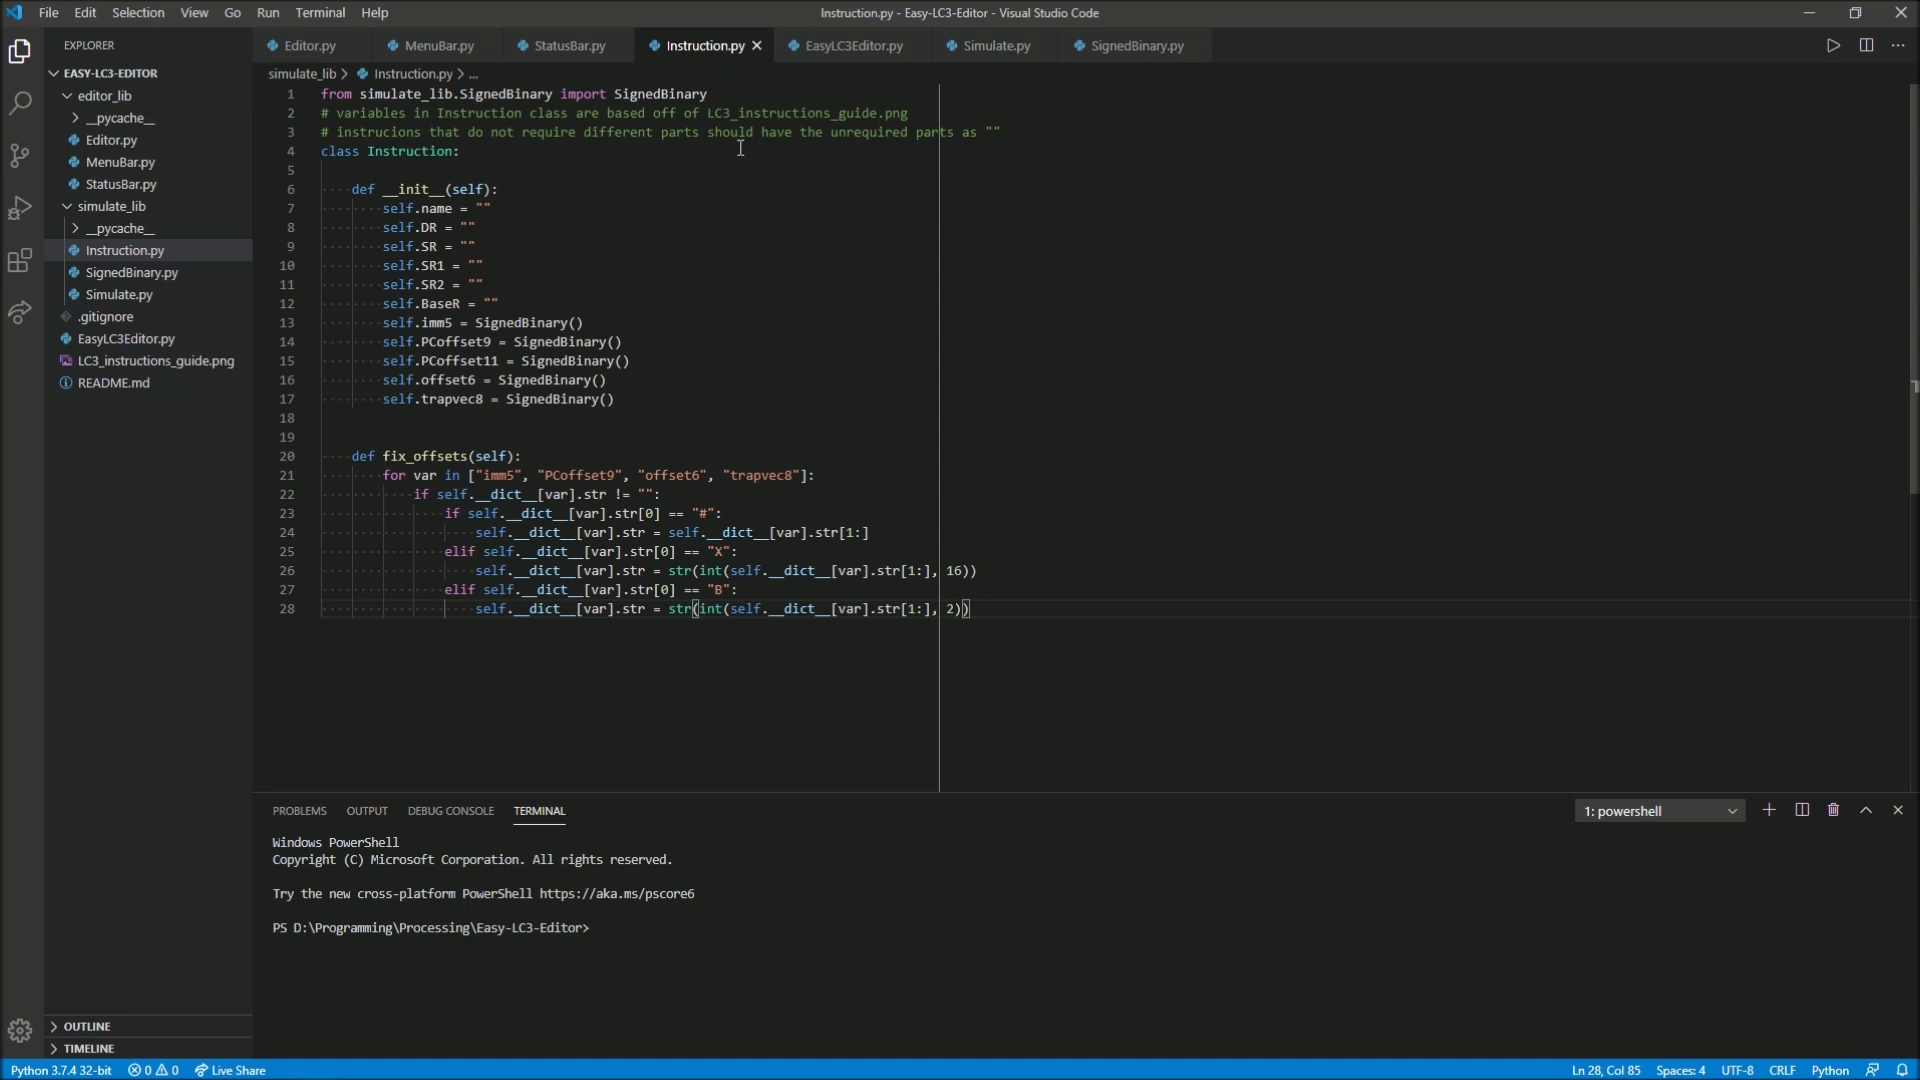 File Edit Selection View Go Run Terminal Help
Instruction.py - Easy-LC3-Editor - Visual Studio Code
EXPLORER
EASY-LC3-EDITOR
editor_lib
__pycache__
Editor.py
MenuBar.py
StatusBar.py
simulate_lib
__pycache__
Instruction.py
SignedBinary.py
Simulate.py
.gitignore
EasyLC3Editor.py
LC3_instructions_guide.png
README.md
OUTLINE
TIMELINE
Editor.py MenuBar.py StatusBar.py Instruction.py EasyLC3Editor.py Simulate.py SignedBinary.py
simulate_lib > Instruction.py > ...
1 from simulate_lib.SignedBinary import SignedBinary
2 # variables in Instruction class are based off of LC3_instructions_guide.png
3 # instrucions that do not require different parts should have the unrequired parts as ""
4 class Instruction:
5
6 def __init__(self):
7 self.name = ""
8 self.DR = ""
9 self.SR = ""
10 self.SR1 = ""
11 self.SR2 = ""
12 self.BaseR = ""
13 self.imm5 = SignedBinary()
14 self.PCoffset9 = SignedBinary()
15 self.PCoffset11 = SignedBinary()
16 self.offset6 = SignedBinary()
17 self.trapvec8 = SignedBinary()
18
19
20 def fix_offsets(self):
21 for var in ["imm5", "PCoffset9", "offset6", "trapvec8"]:
22 if self.__dict__[var].str != "":
23 if self.__dict__[var].str[0] == "#":
24 self.__dict__[var].str = self.__dict__[var].str[1:]
25 elif self.__dict__[var].str[0] == "X":
26 self.__dict__[var].str = str(int(self.__dict__[var].str[1:], 16))
27 elif self.__dict__[var].str[0] == "B":
28 self.__dict__[var].str = str(int(self.__dict__[var].str[1:], 2))
PROBLEMS OUTPUT DEBUG CONSOLE TERMINAL
1: powershell
Windows PowerShell
Copyright (C) Microsoft Corporation. All rights reserved.
Try the new cross-platform PowerShell https://aka.ms/pscore6
PS D:\Programming\Processing\Easy-LC3-Editor>
Python 3.7.4 32-bit 0 0 Live Share
Ln 28, Col 85 Spaces: 4 UTF-8 CRLF Python